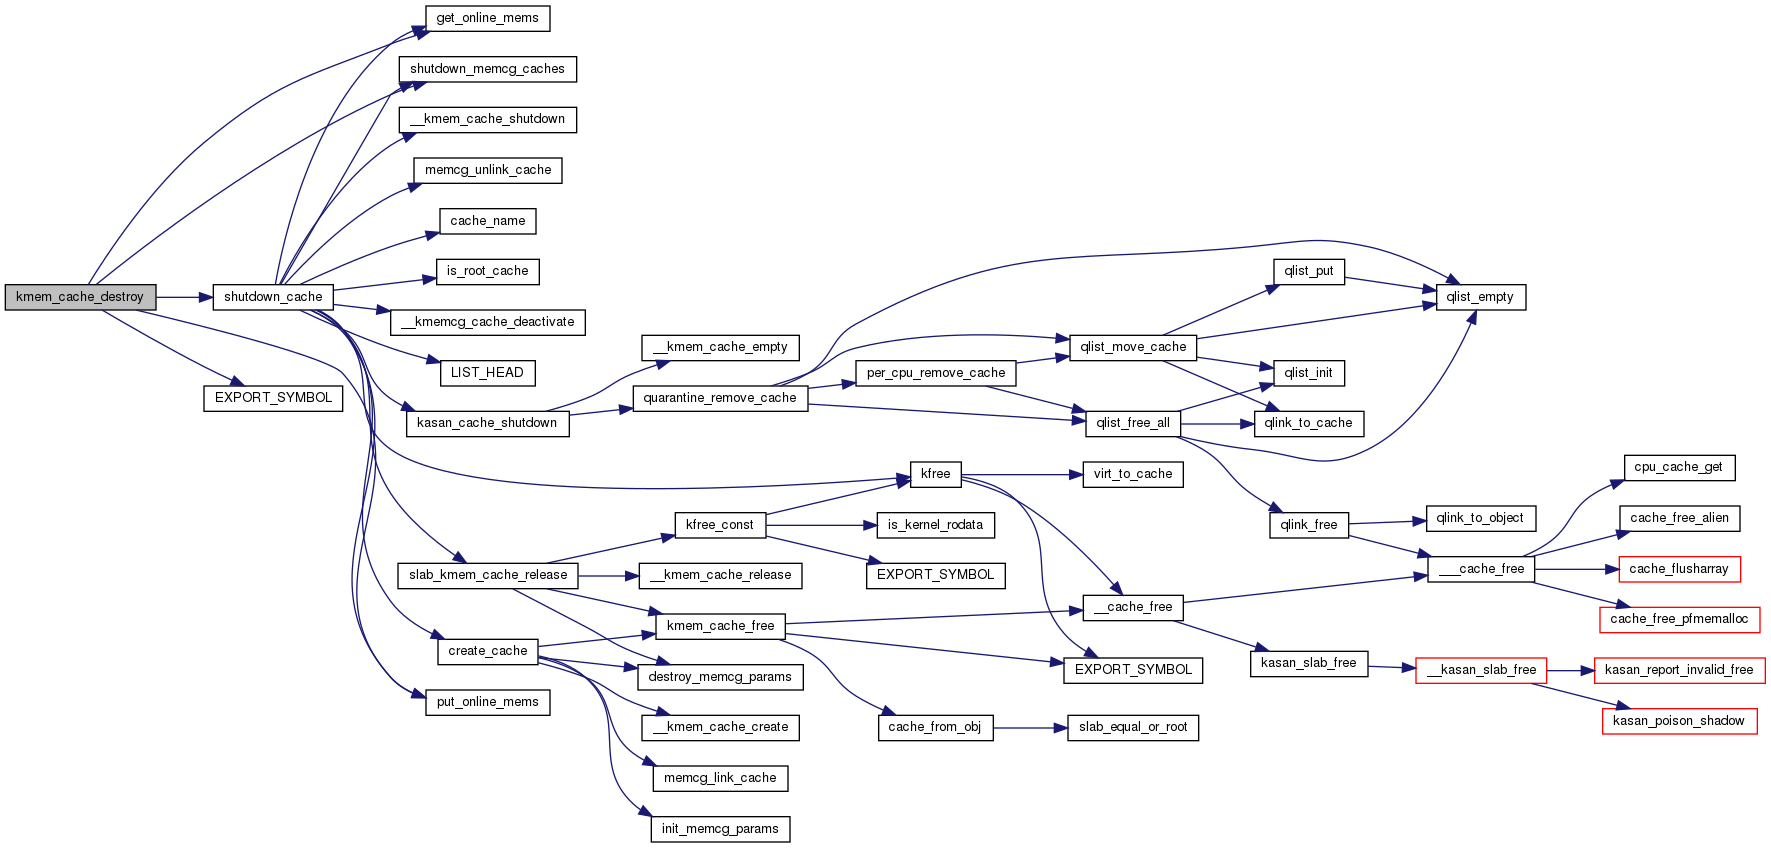 get_online_mems
shutdown_memcg_caches
__kmem_cache_shutdown
memcg_unlink_cache
cache_name
is_root_cache
kmem_cache_destroy
shutdown_cache
__kmemcg_cache_deactivate
LIST_HEAD
EXPORT_SYMBOL
kasan_cache_shutdown
__kmem_cache_empty
quarantine_remove_cache
per_cpu_remove_cache
qlist_move_cache
qlist_free_all
qlist_put
qlist_empty
qlist_init
qlink_to_cache
kfree
virt_to_cache
kfree_const
is_kernel_rodata
EXPORT_SYMBOL
slab_kmem_cache_release
__kmem_cache_release
kmem_cache_free
create_cache
destroy_memcg_params
put_online_mems
__kmem_cache_create
memcg_link_cache
init_memcg_params
cache_from_obj
slab_equal_or_root
EXPORT_SYMBOL
__cache_free
kasan_slab_free
qlink_free
qlink_to_object
___cache_free
cpu_cache_get
cache_free_alien
cache_flusharray
cache_free_pfmemalloc
__kasan_slab_free
kasan_report_invalid_free
kasan_poison_shadow